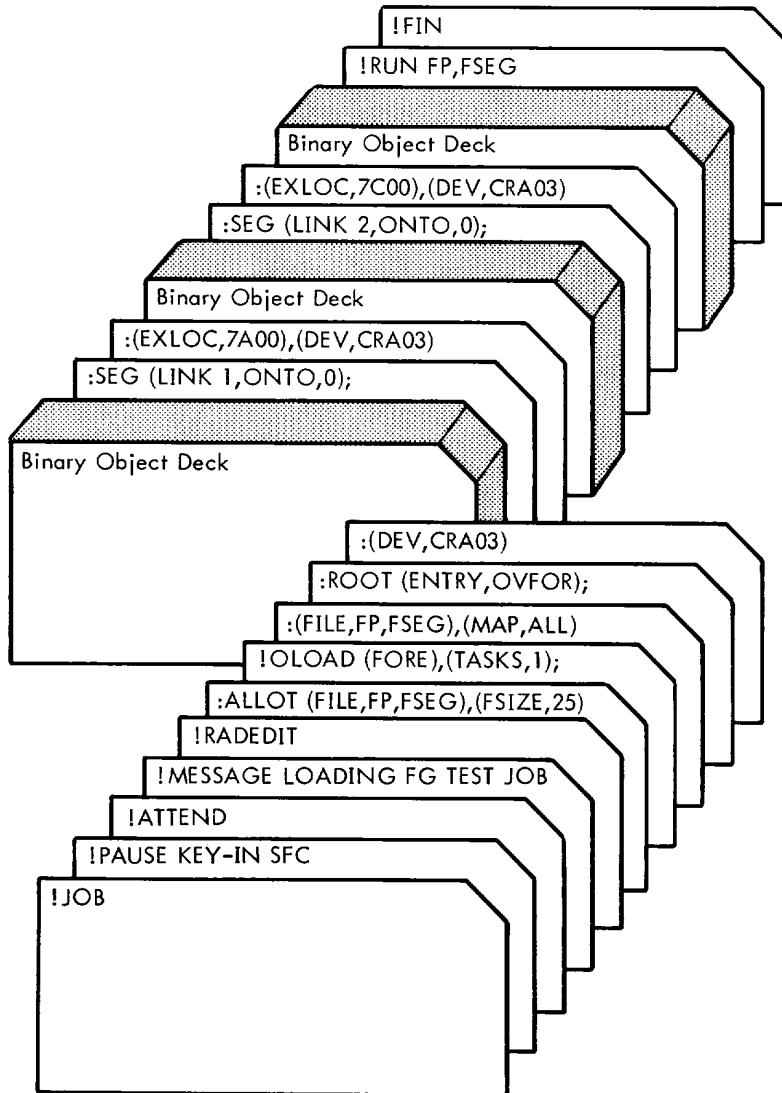 !FIN
!RUN FP,FSEG
Binary Object Deck
:(EXLOC,7C00),(DEV,CRA03)
:SEG (LINK 2,ONTO,0);
Binary Object Deck
:(EXLOC,7A00),(DEV,CRA03)
:SEG (LINK 1,ONTO,0);
Binary Object Deck
:(DEV,CRA03)
:ROOT (ENTRY,OVFOR);
:(FILE,FP,FSEG),(MAP,ALL)
!OLOAD (FORE),(TASKS,1);
:ALLOT (FILE,FP,FSEG),(FSIZE,25)
!RADEDIT
!MESSAGE LOADING FG TEST JOB
!ATTEND
!PAUSE KEY-IN SFC
!JOB